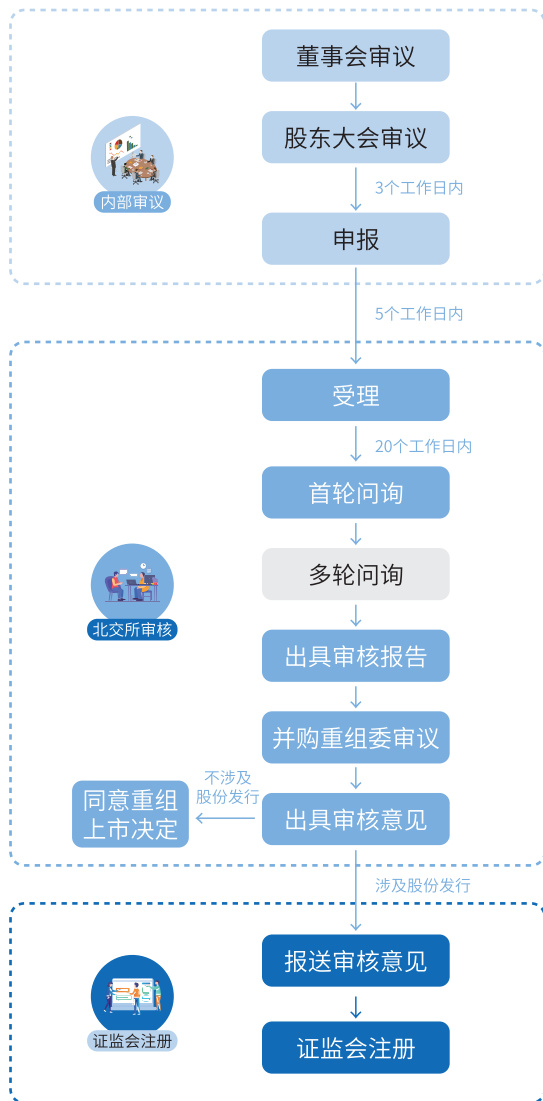 董事会审议
股东大会审议
3个工作日内
内部审议
申报
5个工作日内
受理
20个工作日内
首轮问询
多轮问询
北交所审核
出具审核报告
并购重组委审议
不涉及
股份发行
同意重组
上市决定
出具审核意见
涉及股份发行
报送审核意见
证监会注册
证监会注册